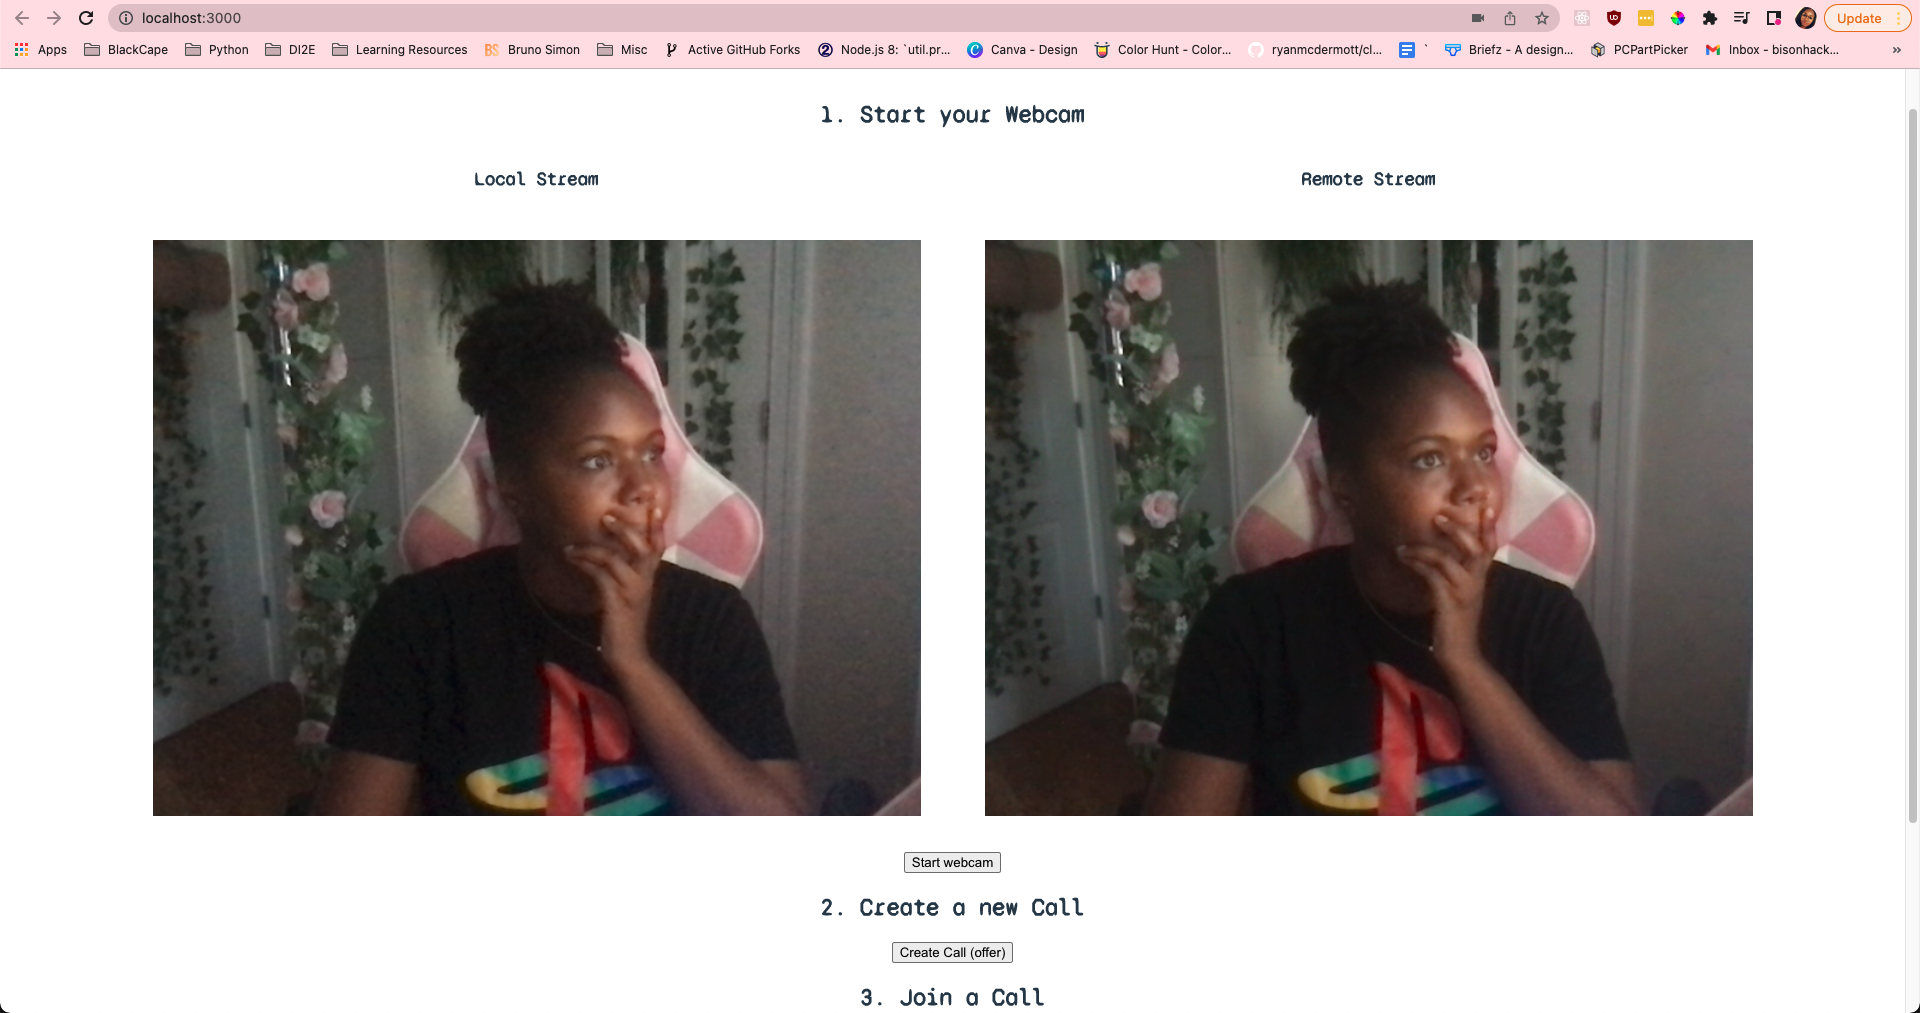 localhost:3000
Update
Apps BlackCape Python DI2E Learning Resources BS Bruno Simon Misc Active GitHub Forks Node.js 8: `util.pr... Canva - Design Color Hunt - Color... ryanmcdermott/cl... ` Briefz - A design... PCPartPicker Inbox - bisonhack... »
1. Start your Webcam
Local Stream Remote Stream
Start webcam
2. Create a new Call
Create Call (offer)
3. Join a Call